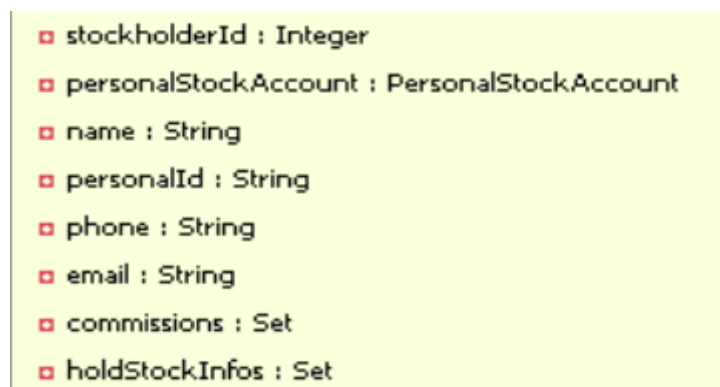 stockholderId : Integer
personalStockAccount : PersonalStockAccount
name : String
personalId : String
phone : String
email : String
commissions : Set
holdStockInfos : Set